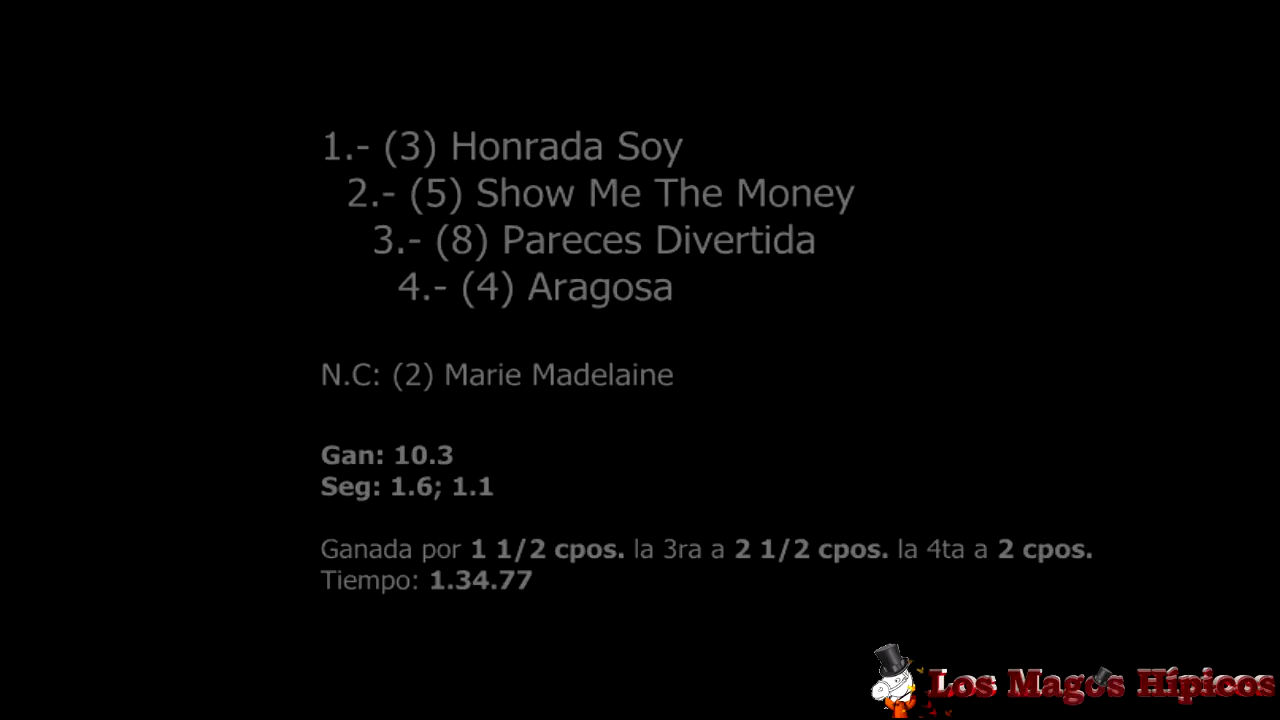 1.- (3) Honrada Soy
2.- (5) Show Me The Money
3.- (8) Pareces Divertida
4.- (4) Aragosa
N.C: (2) Marie Madelaine
Gan: 10.3
Seg: 1.6; 1.1
Ganada por 1 1/2 cpos. la 3ra a 2 1/2 cpos. la 4ta a 2 cpos.
Tiempo: 1.34.77
Los Magos Hípicos